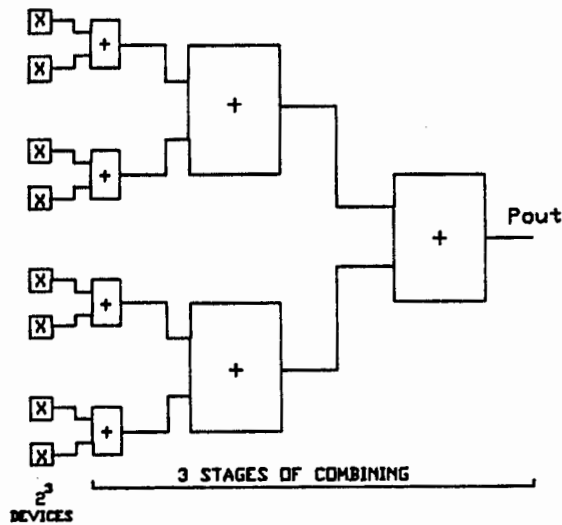 X
+
X
+
X
+
X
Pout
+
X
+
X
+
X
+
X
3 STAGES OF COMBINING
2³
DEVICES